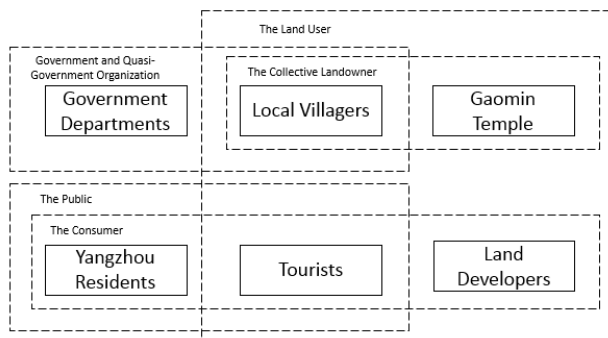 The Land User
Government and Quasi-
Government Organization
The Collective Landowner
Government
Departments
Local Villagers
Gaomin
Temple
The Public
The Consumer
Yangzhou
Residents
Tourists
Land
Developers